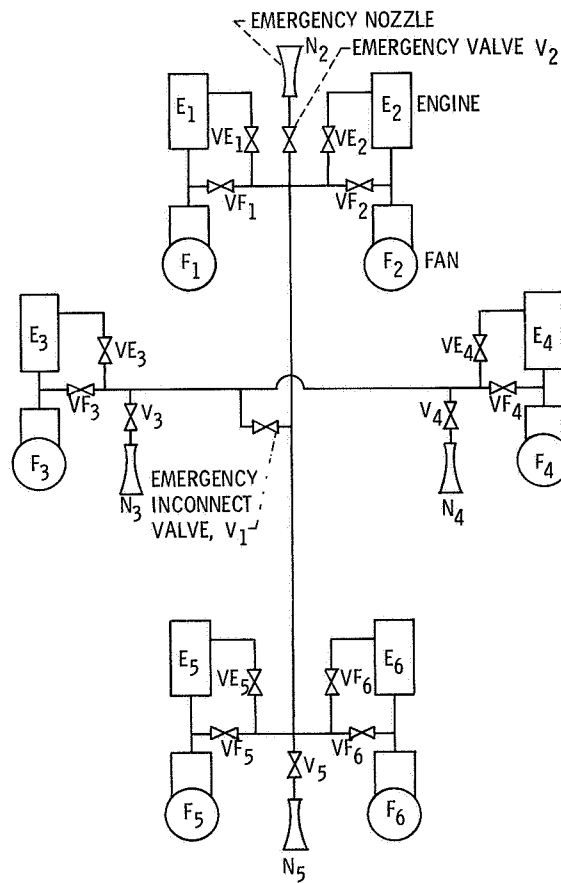 EMERGENCY NOZZLE
N2
EMERGENCY VALVE V2
E1
E2
ENGINE
VE1
VE2
VF1
VF2
F1
F2
FAN
E3
E4
VE3
VE4
VF3
VF4
V3
V4
F3
F4
N3
N4
EMERGENCY
INCONNECT
VALVE, V1
E5
E6
VE5
VF6
VF5
VF6
V5
F5
F6
N5